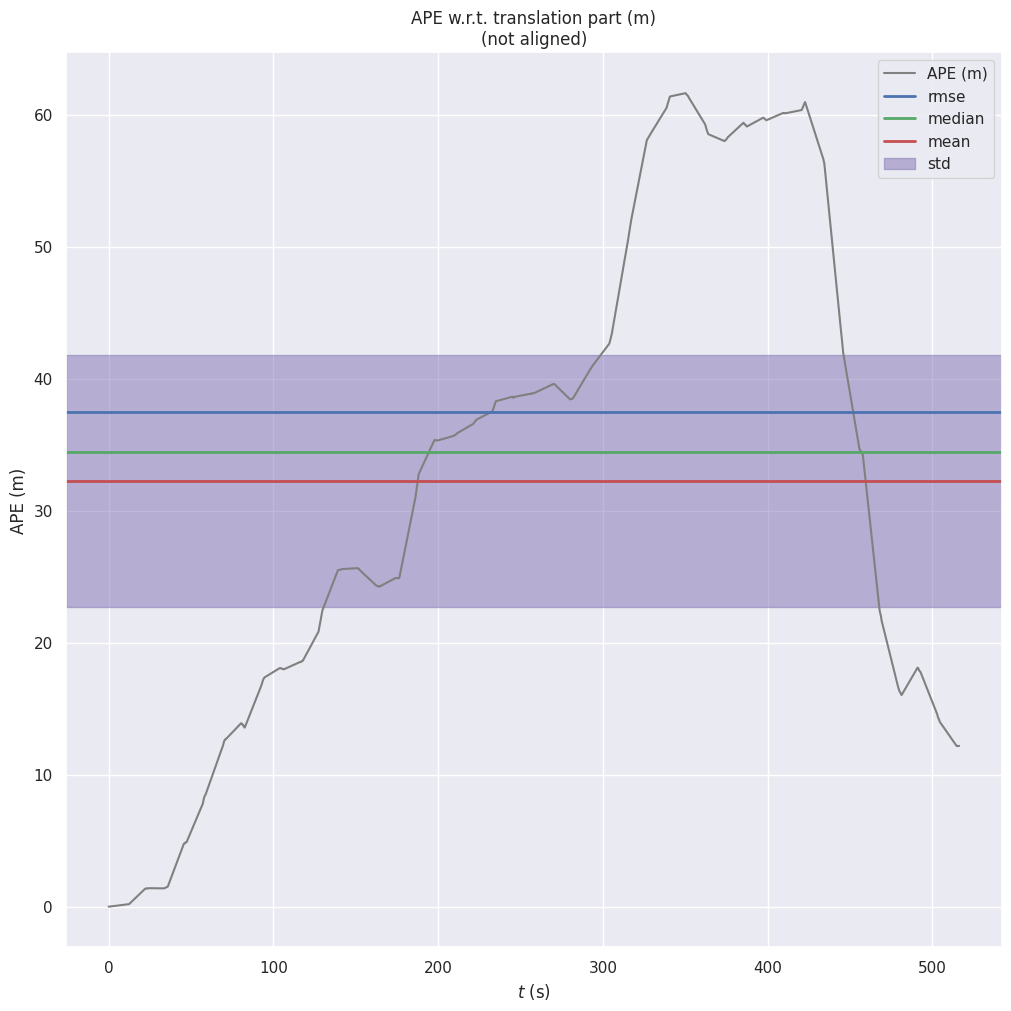 APE w.r.t. translation part (m)
(not aligned)
APE (m)
rmse
median
mean
std
APE (m)
60
50
40
30
20
10
0
0 100 200 300 400 500
t (s)